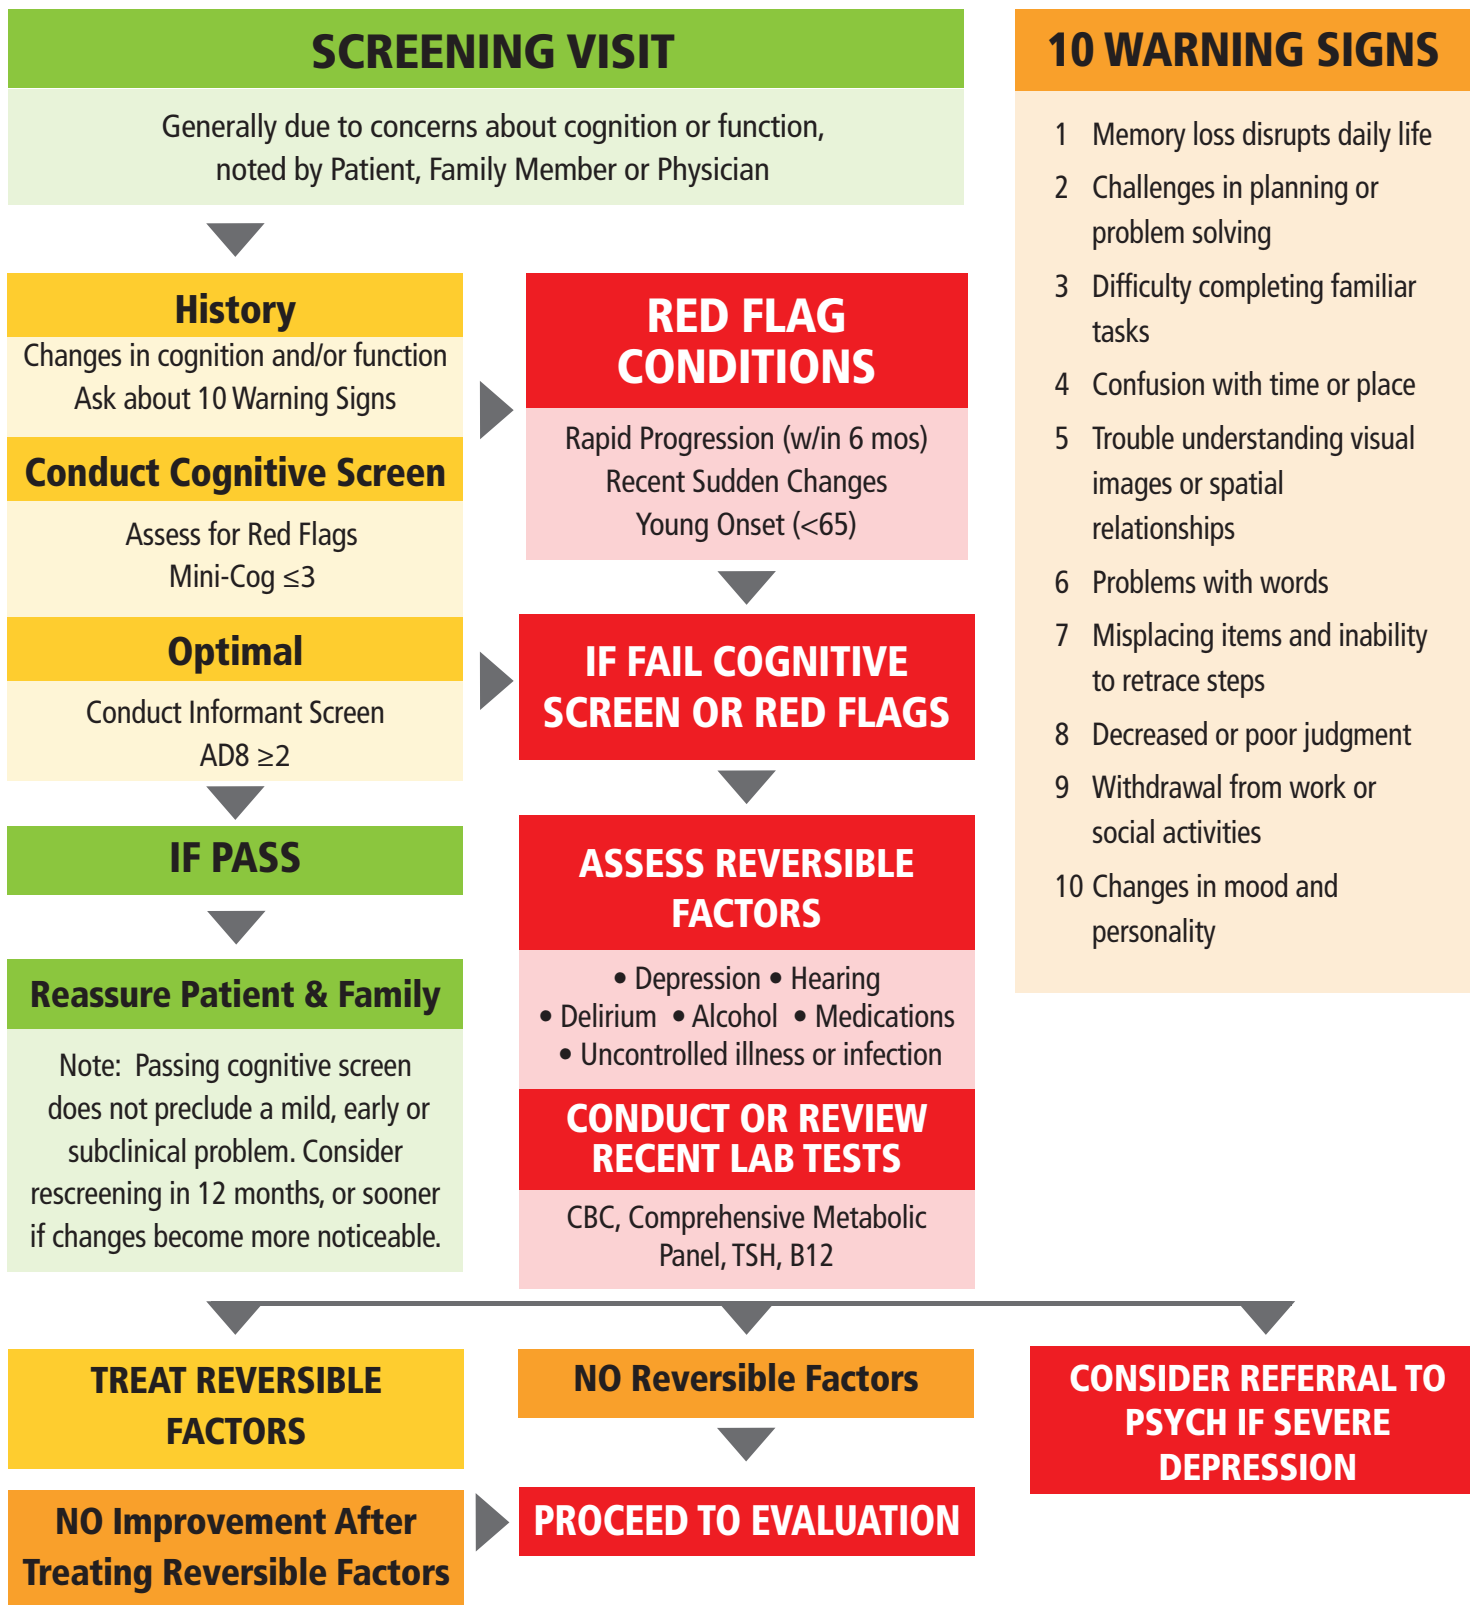 SCREENING VISIT
Generally due to concerns about cognition or function,
noted by Patient, Family Member or Physician
History
Changes in cognition and/or function
Ask about 10 Warning Signs
Conduct Cognitive Screen
Assess for Red Flags
Mini-Cog ≤3
Optimal
Conduct Informant Screen
AD8 ≥2
IF PASS
Reassure Patient & Family
Note: Passing cognitive screen
does not preclude a mild, early or
subclinical problem. Consider
rescreening in 12 months, or sooner
if changes become more noticeable.
RED FLAG
CONDITIONS
Rapid Progression (w/in 6 mos)
Recent Sudden Changes
Young Onset (<65)
IF FAIL COGNITIVE
SCREEN OR RED FLAGS
ASSESS REVERSIBLE
FACTORS
• Depression • Hearing
• Delirium • Alcohol • Medications
• Uncontrolled illness or infection
CONDUCT OR REVIEW
RECENT LAB TESTS
CBC, Comprehensive Metabolic
Panel, TSH, B12
TREAT REVERSIBLE
FACTORS
NO Improvement After
Treating Reversible Factors
NO Reversible Factors
PROCEED TO EVALUATION
CONSIDER REFERRAL TO
PSYCH IF SEVERE
DEPRESSION
10 WARNING SIGNS
1 Memory loss disrupts daily life
2 Challenges in planning or
problem solving
3 Difficulty completing familiar
tasks
4 Confusion with time or place
5 Trouble understanding visual
images or spatial
relationships
6 Problems with words
7 Misplacing items and inability
to retrace steps
8 Decreased or poor judgment
9 Withdrawal from work or
social activities
10 Changes in mood and
personality